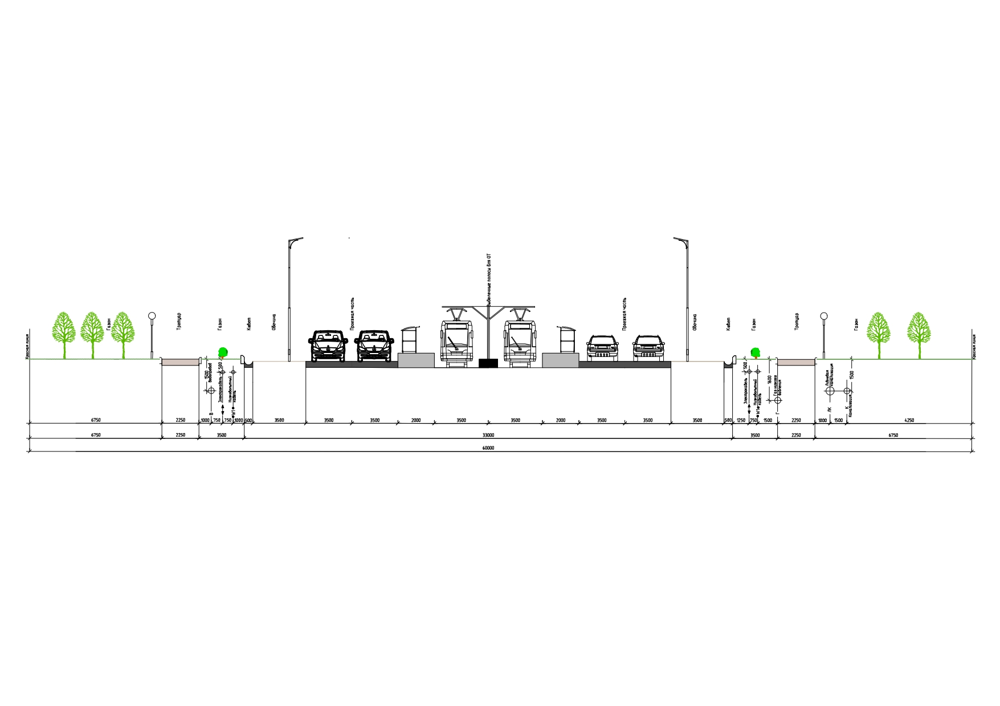 Выделенные полосы для ОТ
Красная линия
Газон
Тротуар
Газон
Кювет
Обочина
Проезжая часть
Проезжая часть
Обочина
Кювет
Газон
Тротуар
Газон
Красная линия
1500
Водопровод
500
Электрокабель
Низковольтный
кабель
В
W1
500
Электрокабель
Низковольтный
кабель
W1
1600
Газ низкого
давления
Г
Ливневая
канализация
ЛК
1500
К
Канализация
6750 2250 1000 750 750 1000 500 3500 3500 3500 2000 3500 3500 2000 3500 3500 3500 500 1250 750 1500 2250 1000 1500 4250
6750 2250 3500 33000 3500 2250 6750
60000